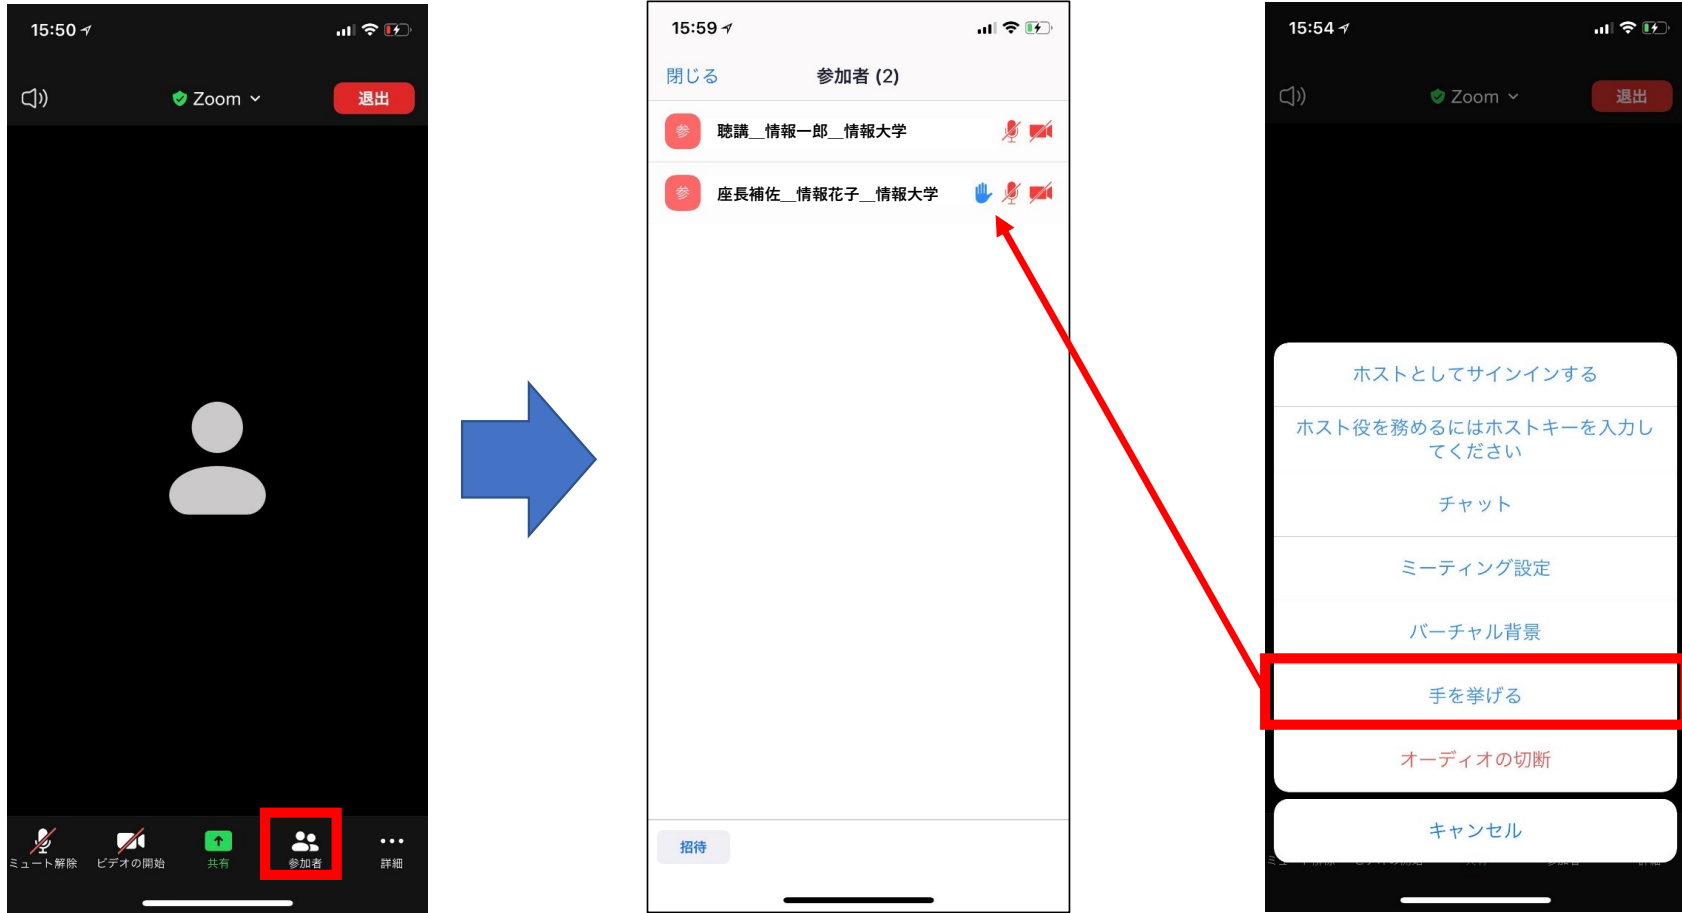 15:50
Zoom
退出
ミュート解除
ビデオの開始
共有
参加者
詳細
15:59
閉じる
参加者 (2)
参
聴講__情報一郎__情報大学
参
座長補佐__情報花子__情報大学
招待
15:54
Zoom
退出
ホストとしてサインインする
ホスト役を務めるにはホストキーを入力し
てください
チャット
ミーティング設定
バーチャル背景
手を挙げる
オーディオの切断
キャンセル